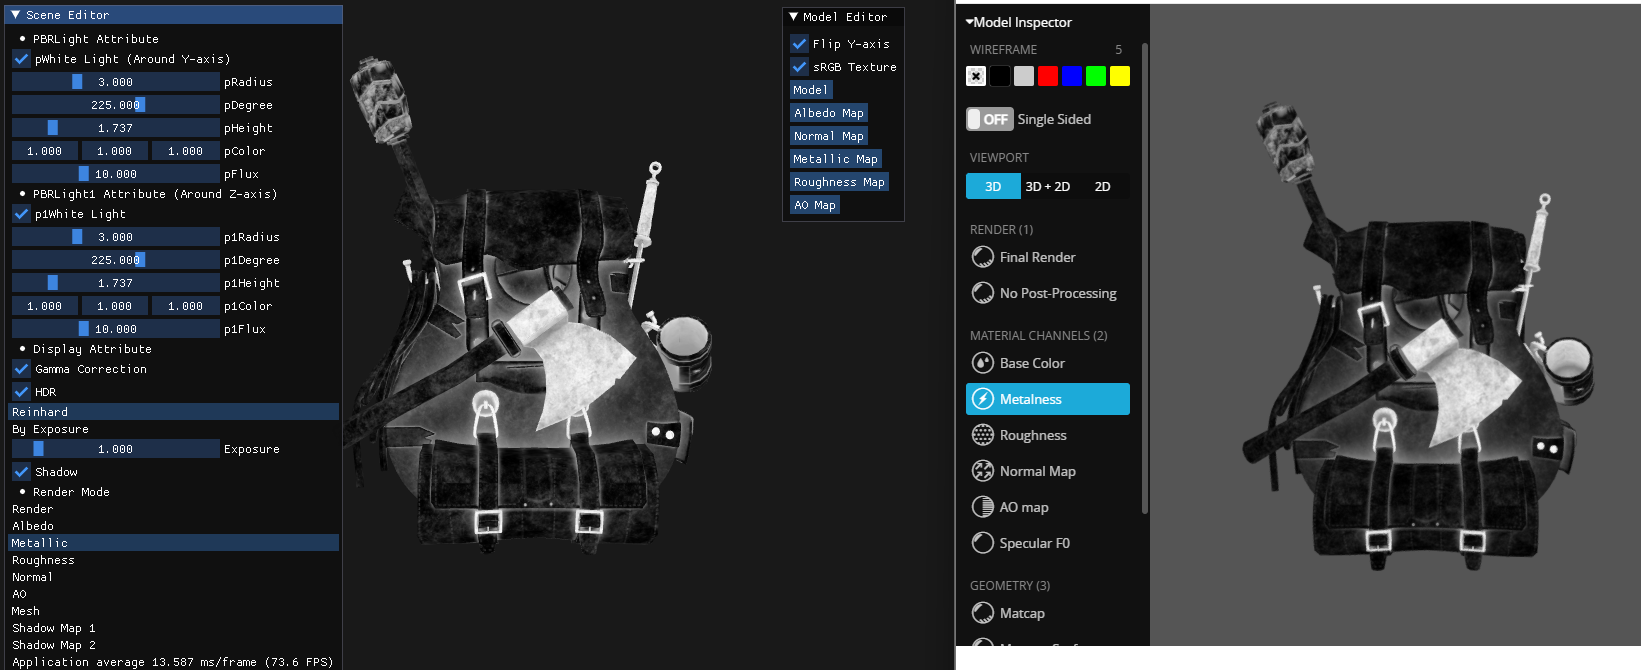 Scene Editor
PBRLight Attribute
pWhite Light (Around Y-axis)
3.000 pRadius
225.000 pDegree
1.737 pHeight
1.000 1.000 1.000 pColor
10.000 pFlux
PBRLight1 Attribute (Around Z-axis)
p1White Light
3.000 p1Radius
225.000 p1Degree
1.737 p1Height
1.000 1.000 1.000 p1Color
10.000 p1Flux
Display Attribute
Gamma Correction
HDR
Reinhard
By Exposure
1.000 Exposure
Shadow
Render Mode
Render
Albedo
Metallic
Roughness
Normal
AO
Mesh
Shadow Map 1
Shadow Map 2
Application average 13.587 ms/frame (73.6 FPS)
Model Editor
Flip Y-axis
sRGB Texture
Model
Albedo Map
Normal Map
Metallic Map
Roughness Map
AO Map
Model Inspector
WIREFRAME 5
OFF Single Sided
VIEWPORT
3D 3D + 2D 2D
RENDER (1)
Final Render
No Post-Processing
MATERIAL CHANNELS (2)
Base Color
Metalness
Roughness
Normal Map
AO map
Specular F0
GEOMETRY (3)
Matcap